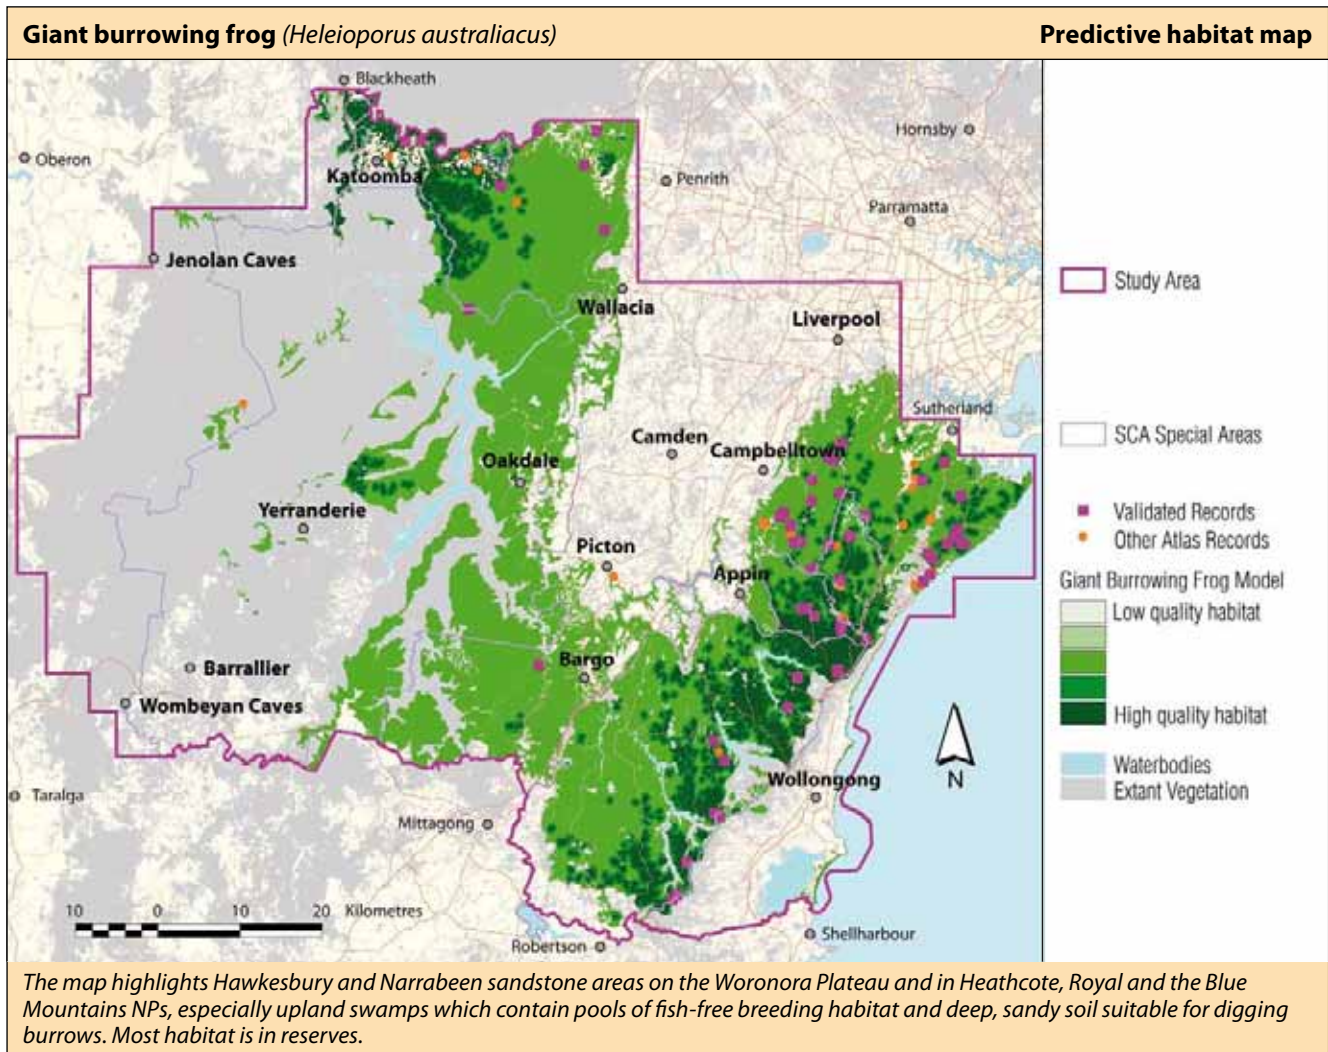 Giant burrowing frog (Heleioporus australiacus)
Predictive habitat map
Blackheath
Hornsby
Oberon
Katoomba
Penrith
Parramatta
Jenolan Caves
Wallacia
Liverpool
Sutherland
Camden
Campbelltown
Oakdale
Yerranderie
Picton
Appin
Bargo
Barrallier
Wombeyan Caves
Wollongong
Taralga
Mittagong
N
10 0 10 20 Kilometres
Robertson
Shellharbour
Study Area
SCA Special Areas
Validated Records
Other Atlas Records
Giant Burrowing Frog Model
Low quality habitat
High quality habitat
Waterbodies
Extant Vegetation
The map highlights Hawkesbury and Narrabeen sandstone areas on the Woronora Plateau and in Heathcote, Royal and the Blue
Mountains NPs, especially upland swamps which contain pools of fish-free breeding habitat and deep, sandy soil suitable for digging
burrows. Most habitat is in reserves.